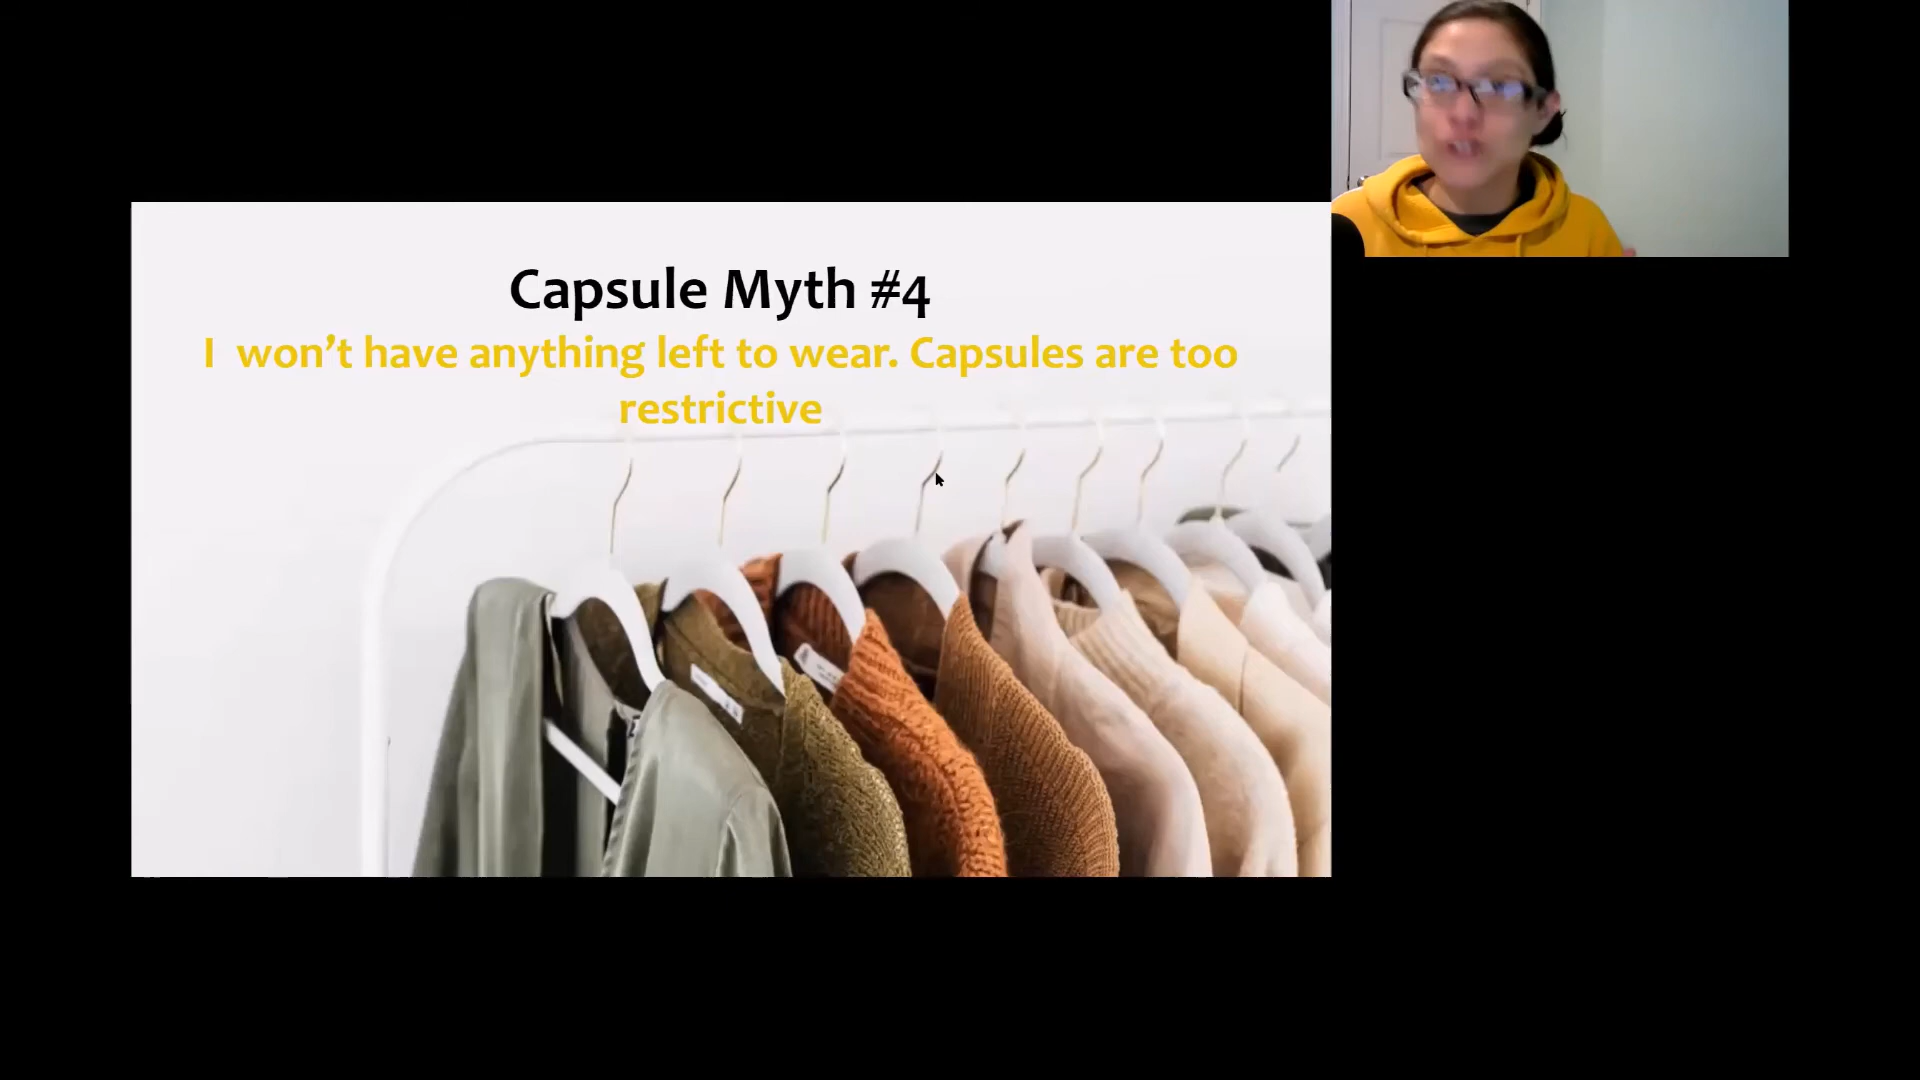 Capsule Myth #4
I won’t have anything left to wear. Capsules are too
restrictive